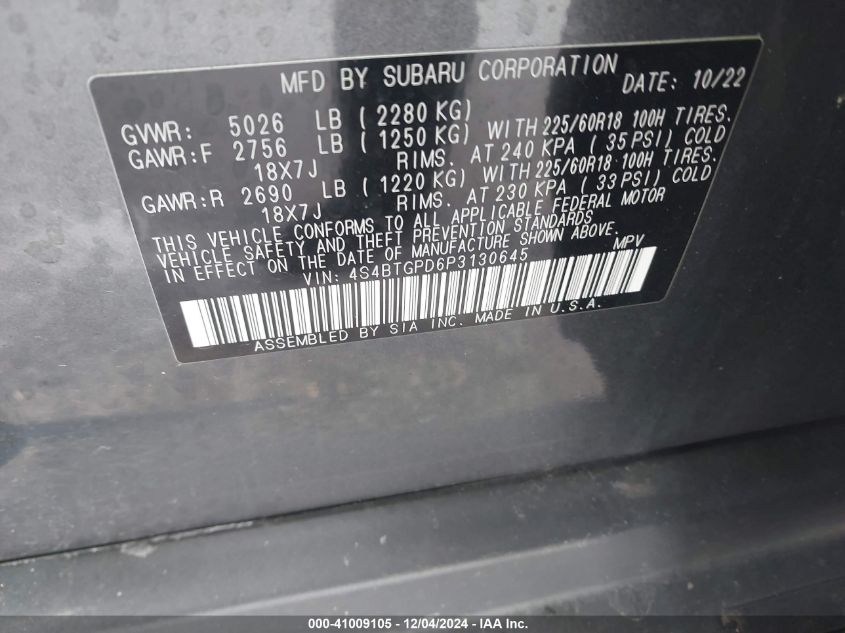 MFD BY SUBARU CORPORATION DATE: 10/22
GVWR: 5026 LB ( 2280 KG)
GAWR:F 2756 LB ( 1250 KG) WITH 225/60R18 100H TIRES.
18X7J RIMS. AT 240 KPA ( 35 PSI) COLD
GAWR:R 2690 LB ( 1220 KG) WITH 225/60R18 100H TIRES.
18X7J RIMS. AT 230 KPA ( 33 PSI) COLD
THIS VEHICLE CONFORMS TO ALL APPLICABLE FEDERAL MOTOR
VEHICLE SAFETY AND THEFT PREVENTION STANDARDS
IN EFFECT ON THE DATE OF MANUFACTURE SHOWN ABOVE.
VIN: 4S4BTGPD6P3130645 MPV
ASSEMBLED BY SIA INC. MADE IN U.S.A.
000-41009105 - 12/04/2024 - IAA Inc.